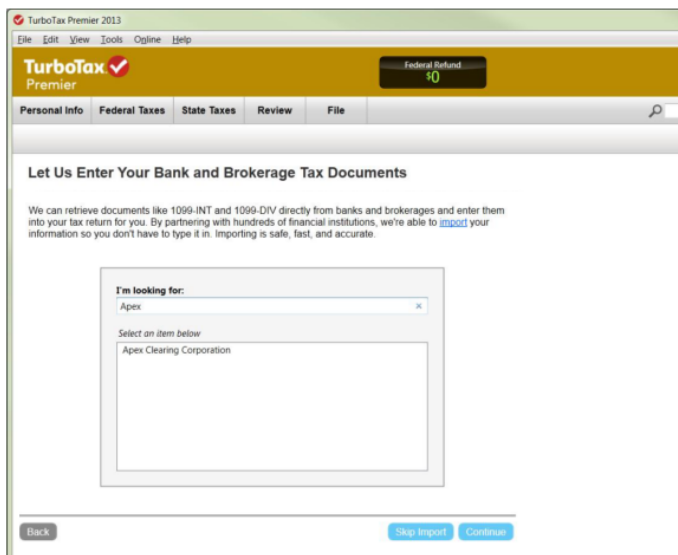 TurboTax Premier 2013
File Edit View Tools Online Help
TurboTax
Premier
Federal Refund
$0
Personal Info Federal Taxes State Taxes Review File
Let Us Enter Your Bank and Brokerage Tax Documents
We can retrieve documents like 1099-INT and 1099-DIV directly from banks and brokerages and enter them
into your tax return for you. By partnering with hundreds of financial institutions, we're able to import your
information so you don't have to type it in. Importing is safe, fast, and accurate.
I'm looking for:
Apex
Select an item below
Apex Clearing Corporation
Back Skip Import Continue